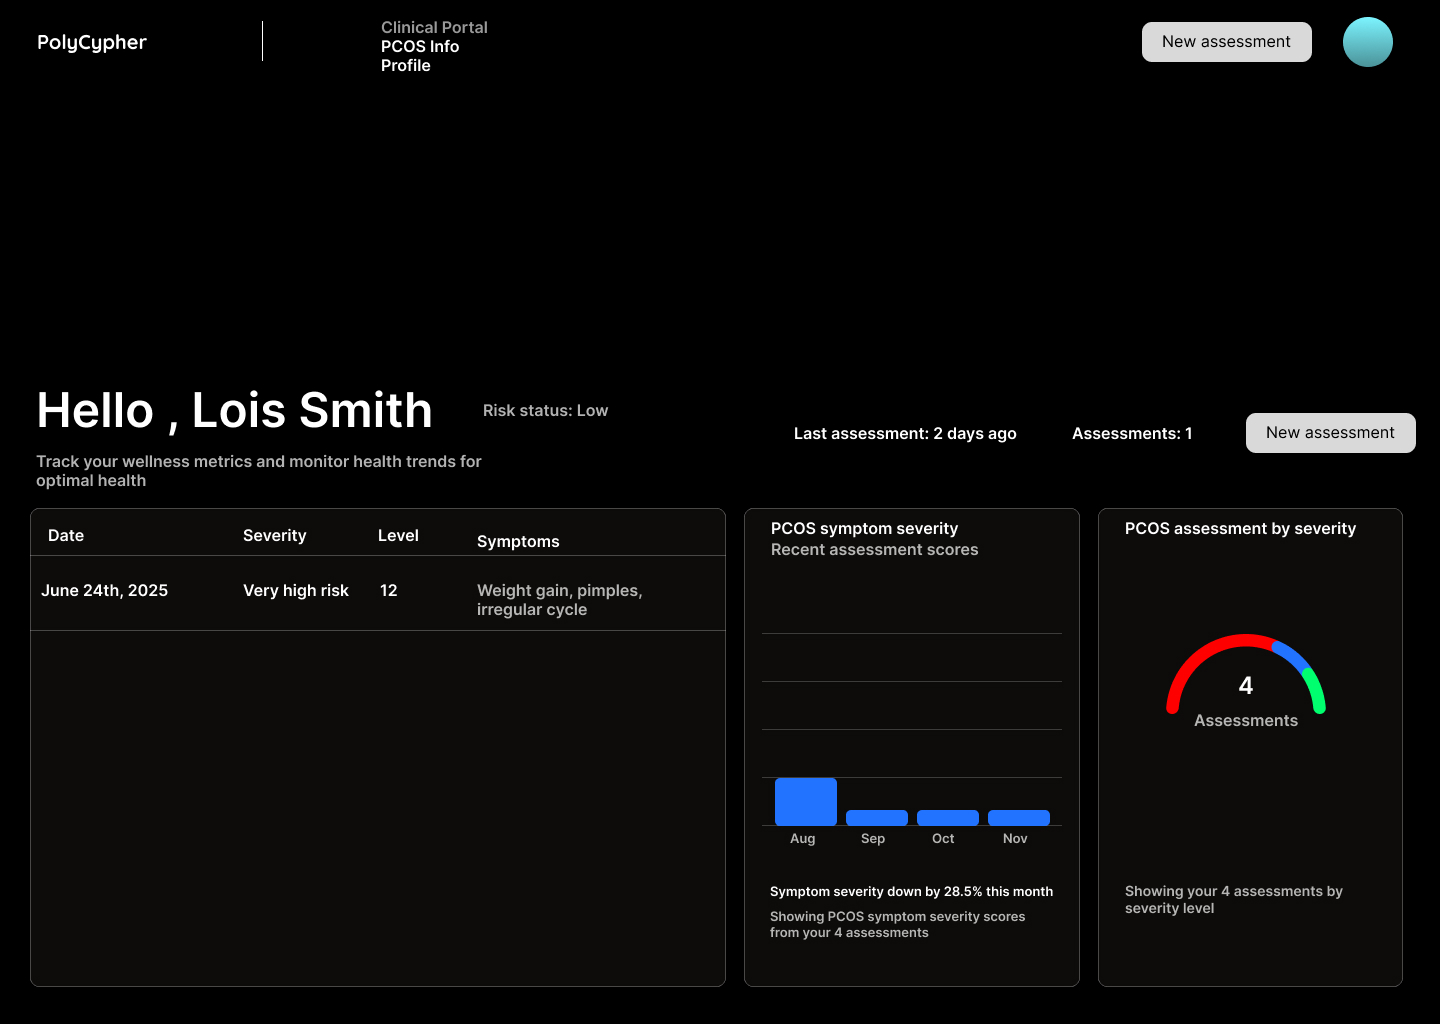 PolyCypher
Clinical Portal
PCOS Info
Profile
New assessment
Hello , Lois Smith
Risk status: Low
Track your wellness metrics and monitor health trends for
optimal health
Last assessment: 2 days ago
Assessments: 1
New assessment
Date
Severity
Level
Symptoms
June 24th, 2025
Very high risk
12
Weight gain, pimples,
irregular cycle
PCOS symptom severity
Recent assessment scores
Aug
Sep
Oct
Nov
Symptom severity down by 28.5% this month
Showing PCOS symptom severity scores
from your 4 assessments
PCOS assessment by severity
4
Assessments
Showing your 4 assessments by
severity level